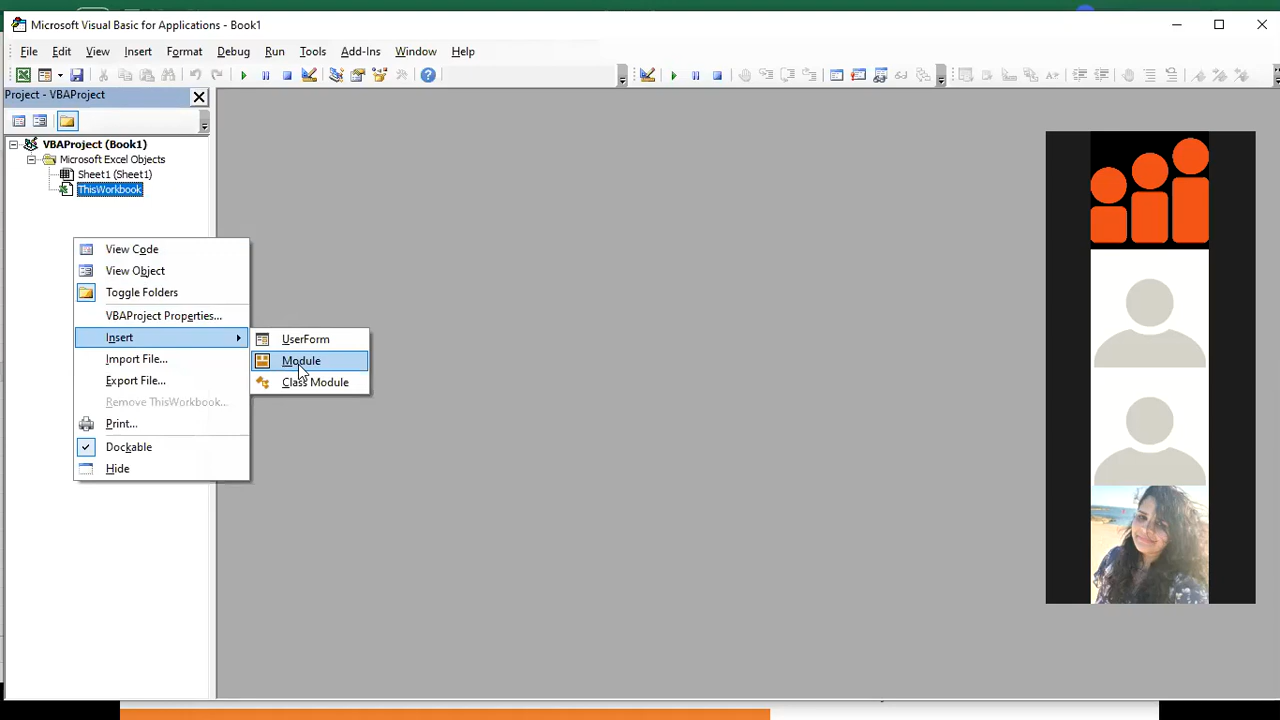 Microsoft Visual Basic for Applications - Book1
File Edit View Insert Format Debug Run Tools Add-Ins Window Help
Project - VBAProject
VBAProject (Book1)
Microsoft Excel Objects
Sheet1 (Sheet1)
ThisWorkbook
View Code
View Object
Toggle Folders
VBAProject Properties...
Insert
Import File...
Export File...
Remove ThisWorkbook...
Print...
Dockable
Hide
UserForm
Module
Class Module